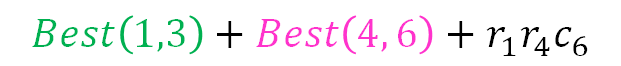 Best(1,3) + Best(4, 6) + r₁r₄c₆